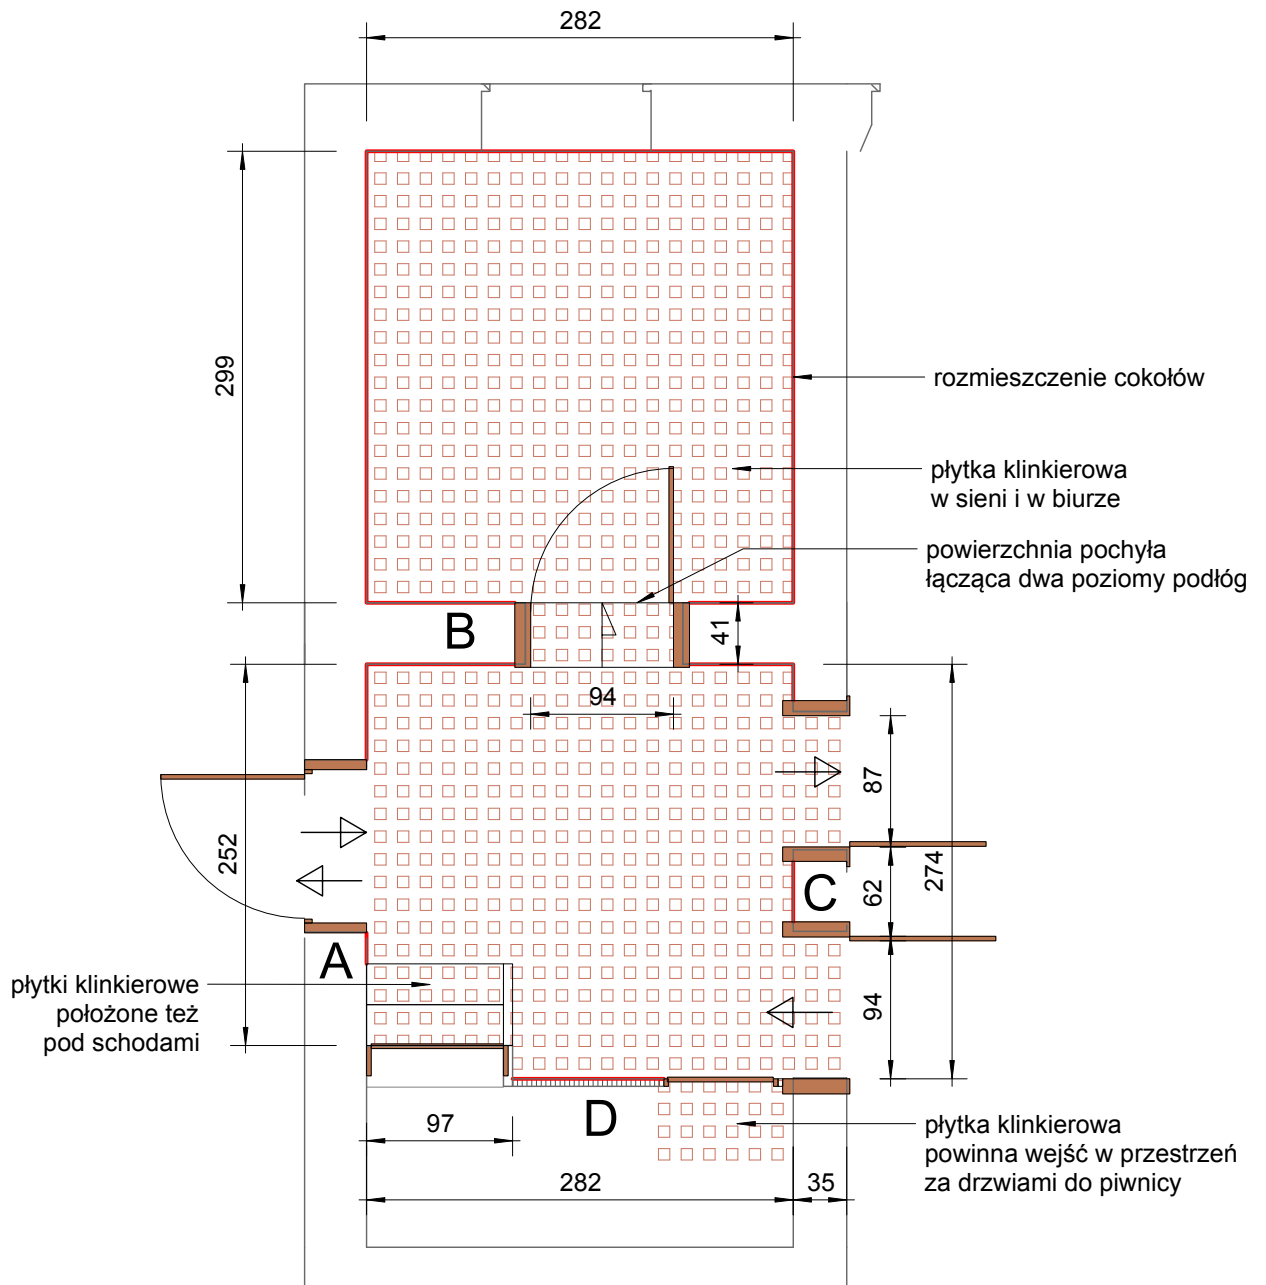 282
299
rozmieszczenie cokołów
płytka klinkierowa
w sieni i w biurze
powierzchnia pochyła
łącząca dwa poziomy podłóg
B
41
94
87
252
274
62
C
A
płytki klinkierowe
położone też
pod schodami
94
97
D
płytka klinkierowa
powinna wejść w przestrzeń
za drzwiami do piwnicy
282
35